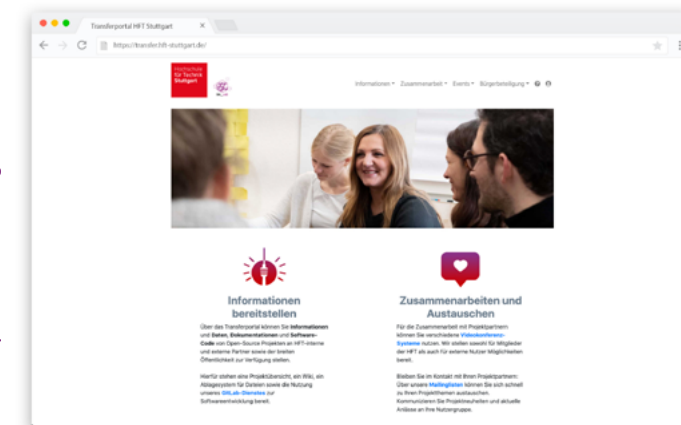 Transferportal HFT Stuttgart
https://transfer.hft-stuttgart.de/
Hochschule
für Technik
Stuttgart
Informationen Zusammenarbeit Events Bürgerbeteiligung
Informationen
bereitstellen
Über das Transferportal können Sie Informationen
und Daten, Dokumentationen und Software-
Code von Open-Source Projekten an HFT-interne
und externe Partner sowie der breiten
Öffentlichkeit zur Verfügung stellen.
Hierfür stehen eine Projektübersicht, ein Wiki, ein
Ablagesystem für Dateien sowie die Nutzung
unseres GitLab-Dienstes zur
Softwareentwicklung bereit.
Zusammenarbeiten und
Austauschen
Für die Zusammenarbeit mit Projektpartnern
können Sie verschiedene Videokonferenz-
Systeme nutzen. Wir stellen sowohl für Mitglieder
der HFT als auch für externe Nutzer Möglichkeiten
bereit.
Bleiben Sie im Kontakt mit Ihren Projektpartnern:
Über unsere Mailinglisten können Sie sich schnell
zu Ihren Projektthemen austauschen.
Kommunizieren Sie Projektneuheiten und aktuelle
Anlässe an Ihre Nutzergruppe.